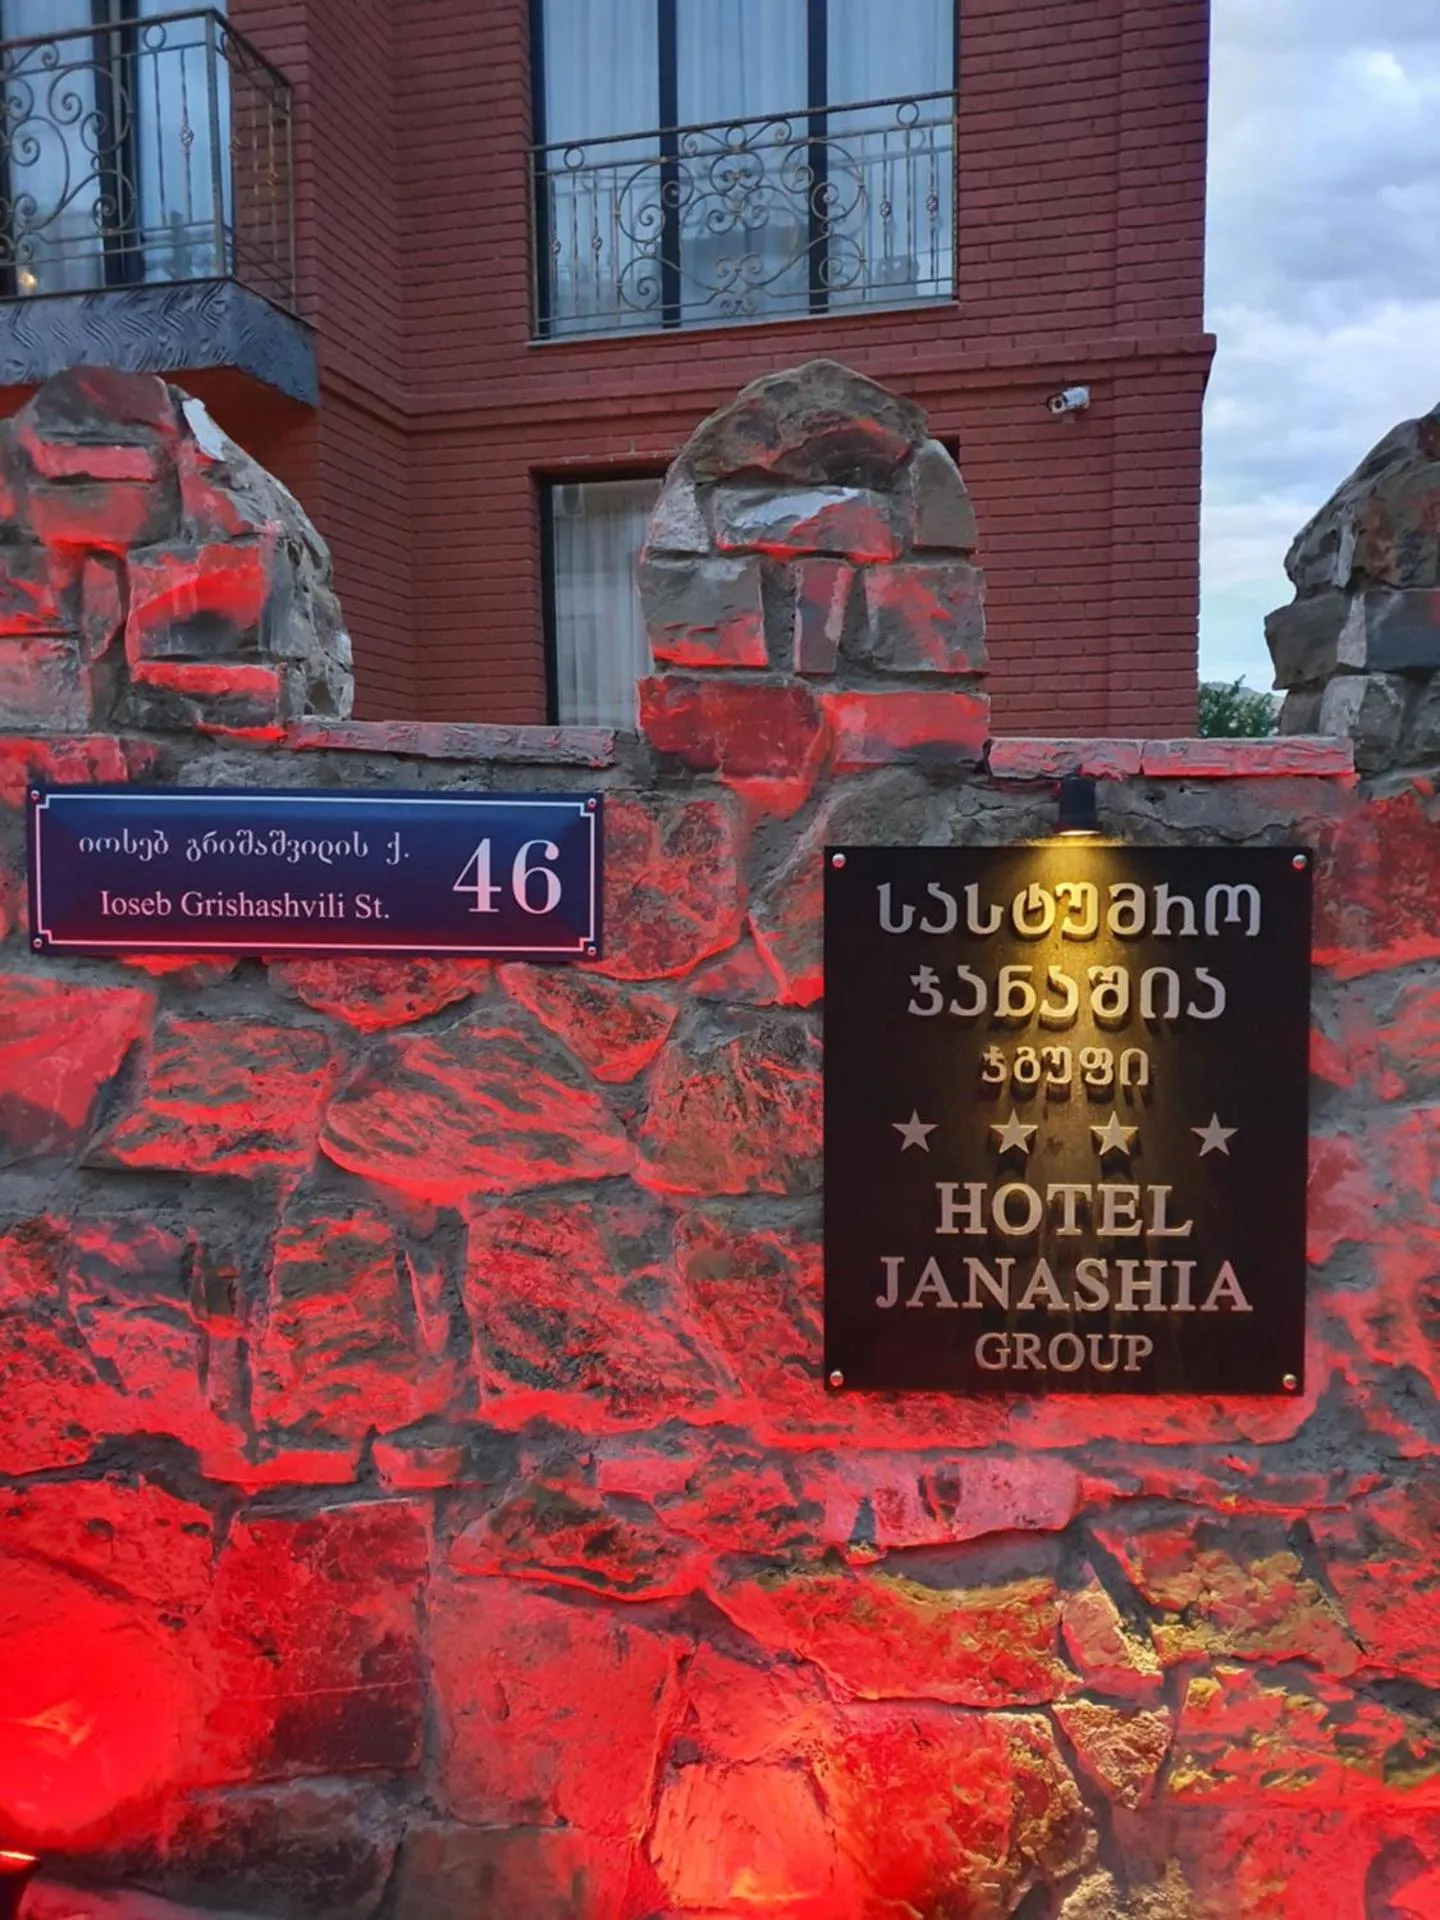 იოსებ გრიშაშვილის ქ.
Ioseb Grishashvili St.
46
სასტუმრო
ჯანაშია
ჯგუფი
HOTEL
JANASHIA
GROUP